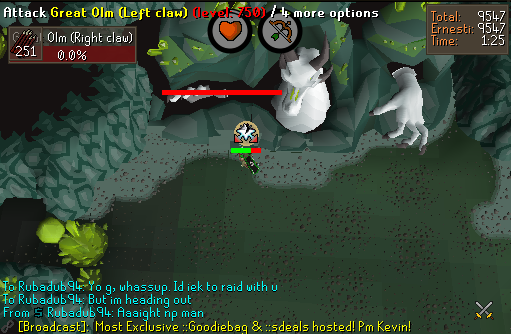 Attack Great Olm (Left claw) (level: 750) / 4 more options
Olm (Right claw)
251
0.0%
Total: 9547
Ernesti: 9547
Time: 1:25
To Rubadub94: Yo g, whassup. Id iek to raid with u
To Rubadub94: But im heading out
From Rubadub94: Aaaight np man
[Broadcast]: Most Exclusive ::Goodiebag & ::sdeals hosted! Pm Kevin!